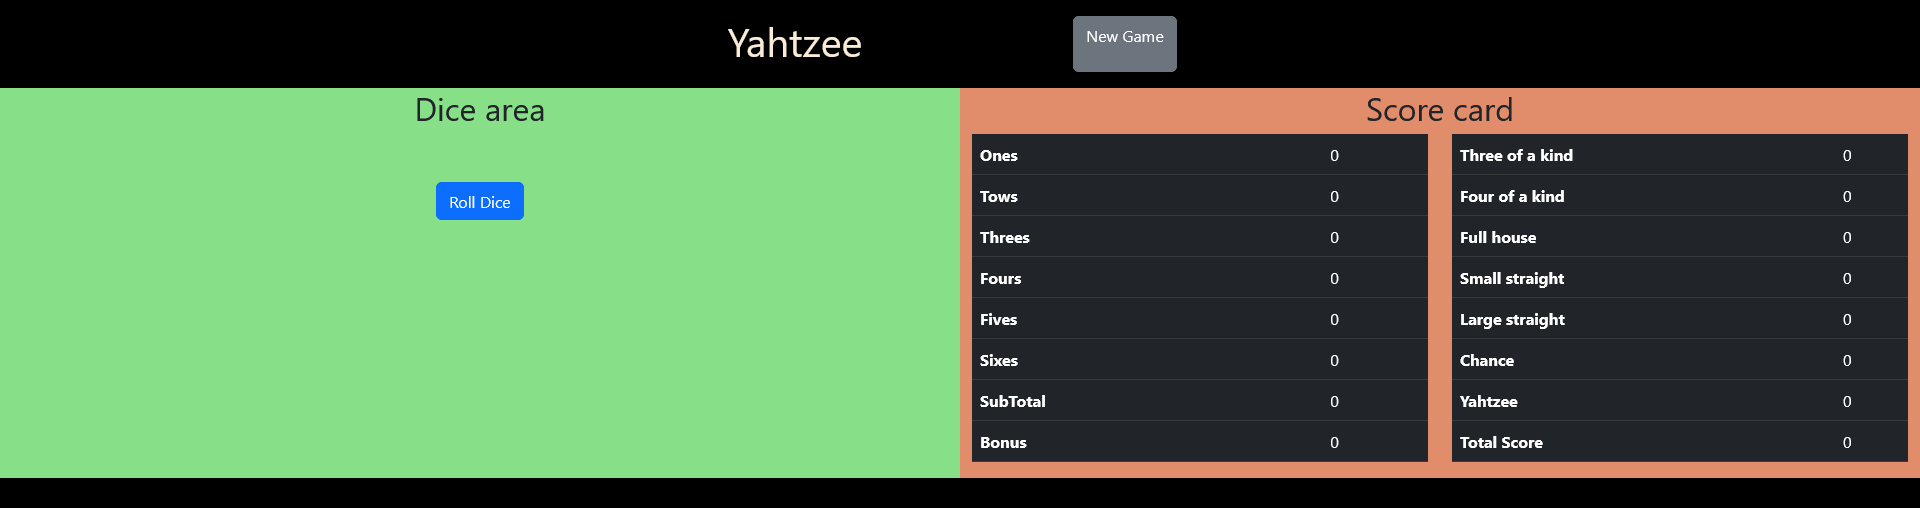 Yahtzee
New Game
Dice area
Roll Dice
Score card
Ones 0
Tows 0
Threes 0
Fours 0
Fives 0
Sixes 0
SubTotal 0
Bonus 0
Three of a kind 0
Four of a kind 0
Full house 0
Small straight 0
Large straight 0
Chance 0
Yahtzee 0
Total Score 0